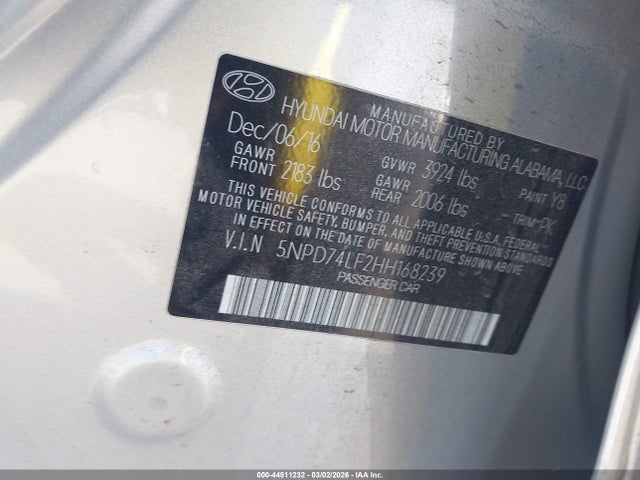 MANUFACTURED BY
HYUNDAI MOTOR MANUFACTURING ALABAMA, LLC
Dec/06/16
GVWR 3924 lbs
PAINT Y8
GAWR FRONT 2183 lbs
GAWR REAR 2006 lbs
TRIM PK
THIS VEHICLE CONFORMS TO ALL APPLICABLE U.S.
MOTOR VEHICLE SAFETY, BUMPER, AND THEFT PREVENTION STANDARDS
IN EFFECT ON THE DATE OF MANUFACTURE SHOWN ABOVE.
V.I.N 5NPD74LF2HH168239
PASSENGER CAR
000-44511232 - 03/02/2026 - IAA Inc.